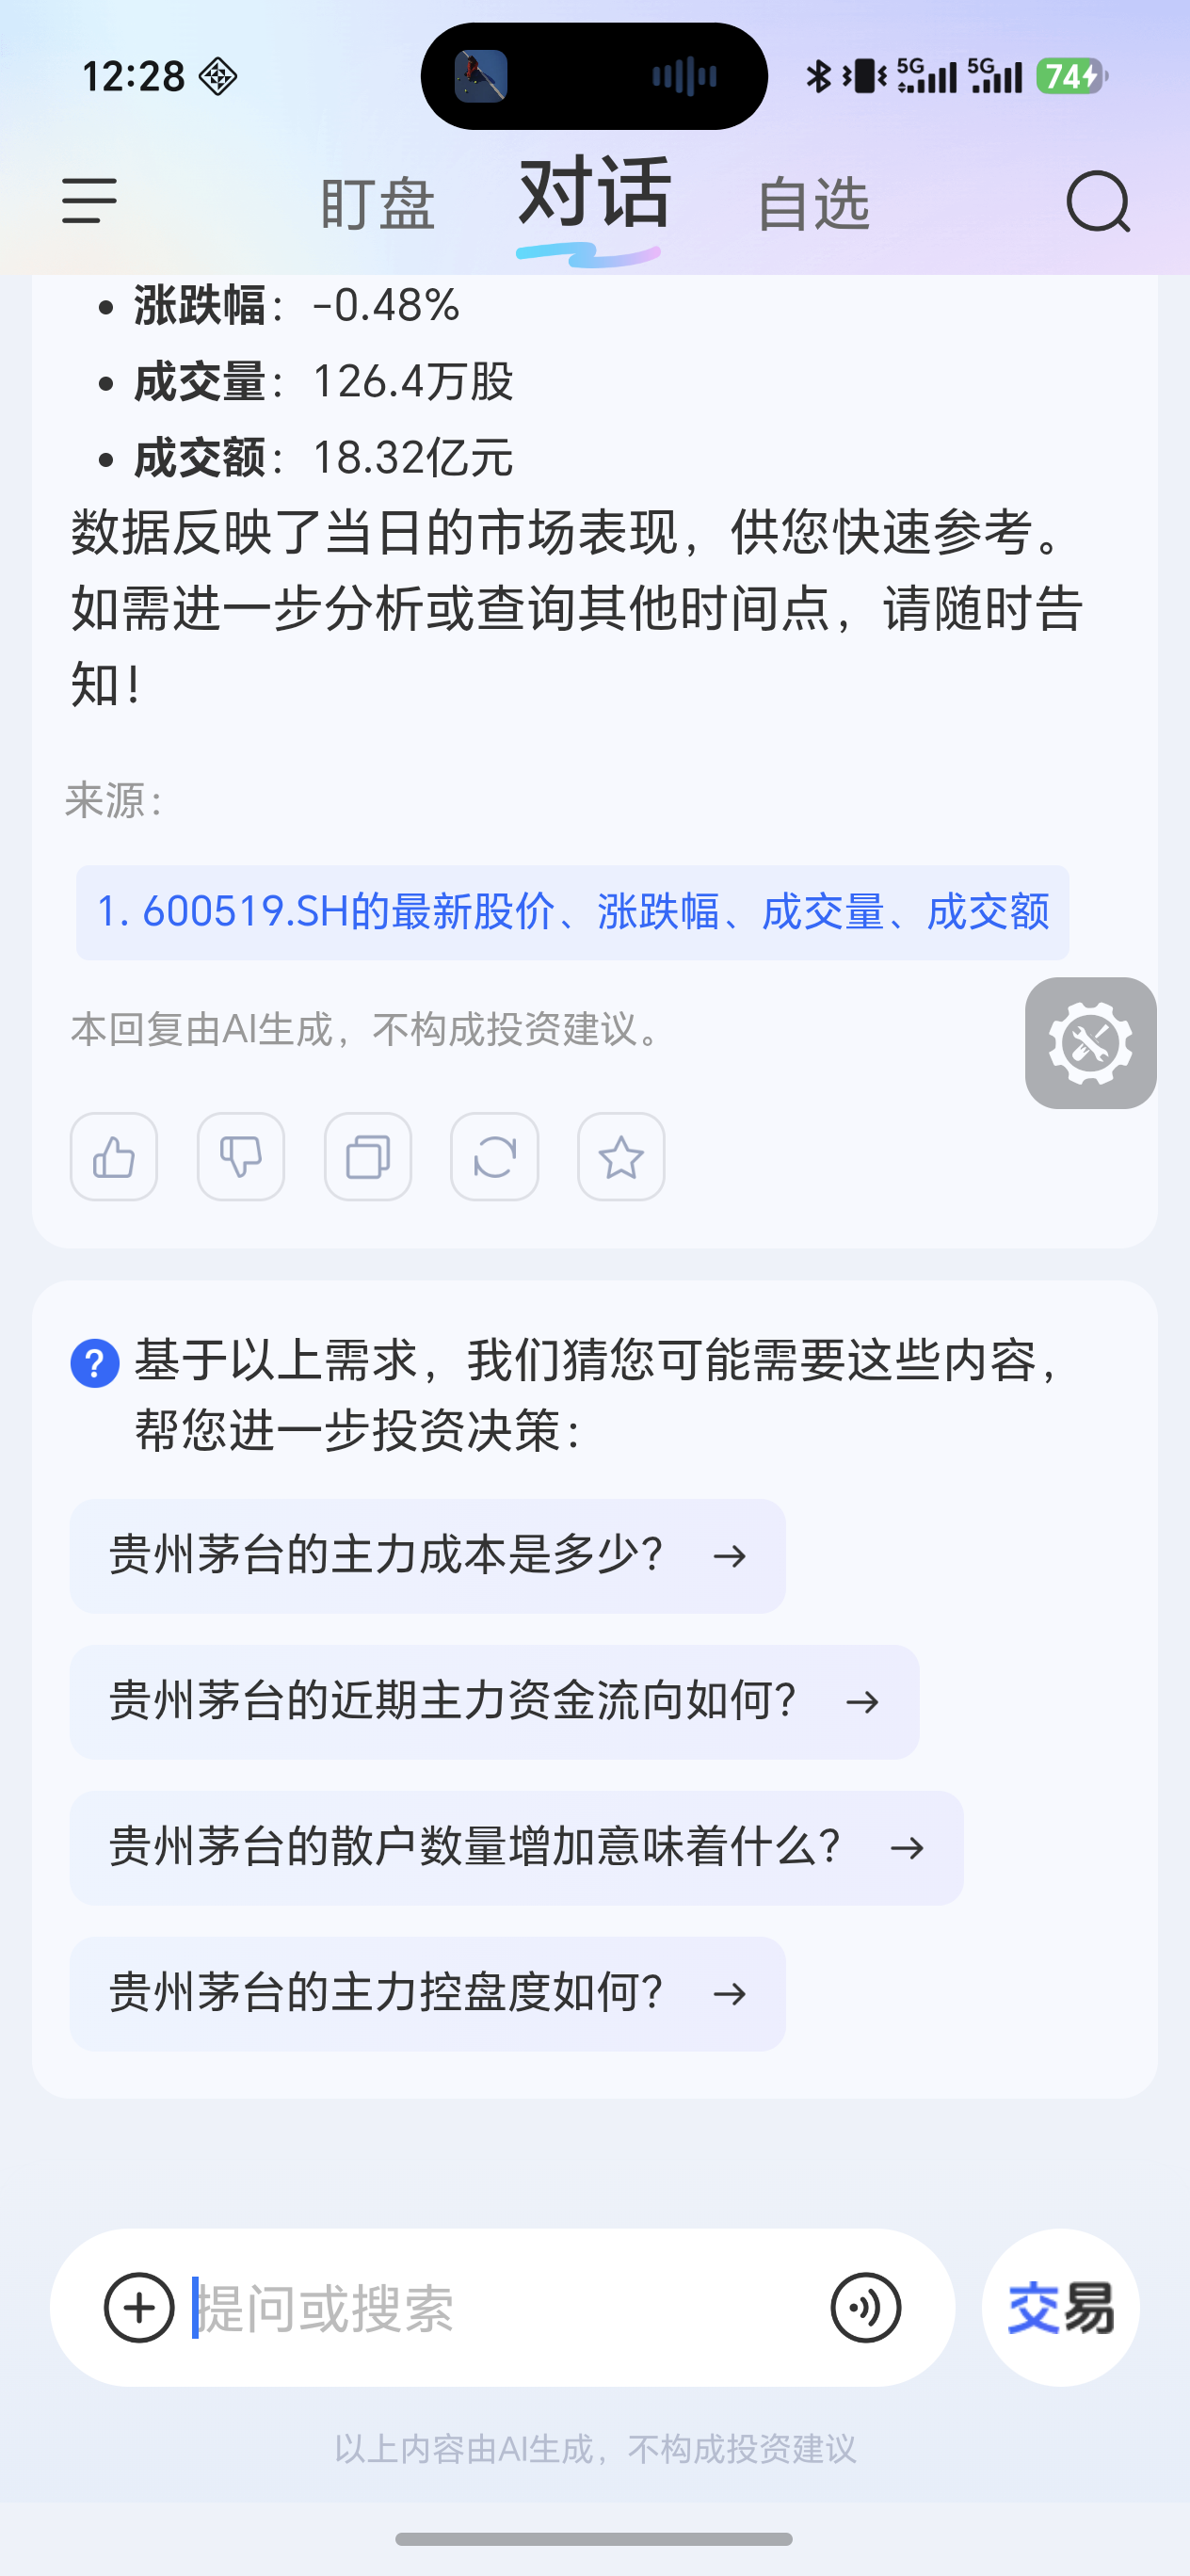 12:28
5G 5G 74
盯盘 对话 自选
涨跌幅：-0.48%
成交量：126.4万股
成交额：18.32亿元
数据反映了当日的市场表现，供您快速参考。
如需进一步分析或查询其他时间点，请随时告
知！
来源：
1. 600519.SH的最新股价、涨跌幅、成交量、成交额
本回复由AI生成，不构成投资建议。
? 基于以上需求，我们猜您可能需要这些内容，
帮您进一步投资决策：
贵州茅台的主力成本是多少？ →
贵州茅台的近期主力资金流向如何？ →
贵州茅台的散户数量增加意味着什么？ →
贵州茅台的主力控盘度如何？ →
提问或搜索
交易
以上内容由AI生成，不构成投资建议